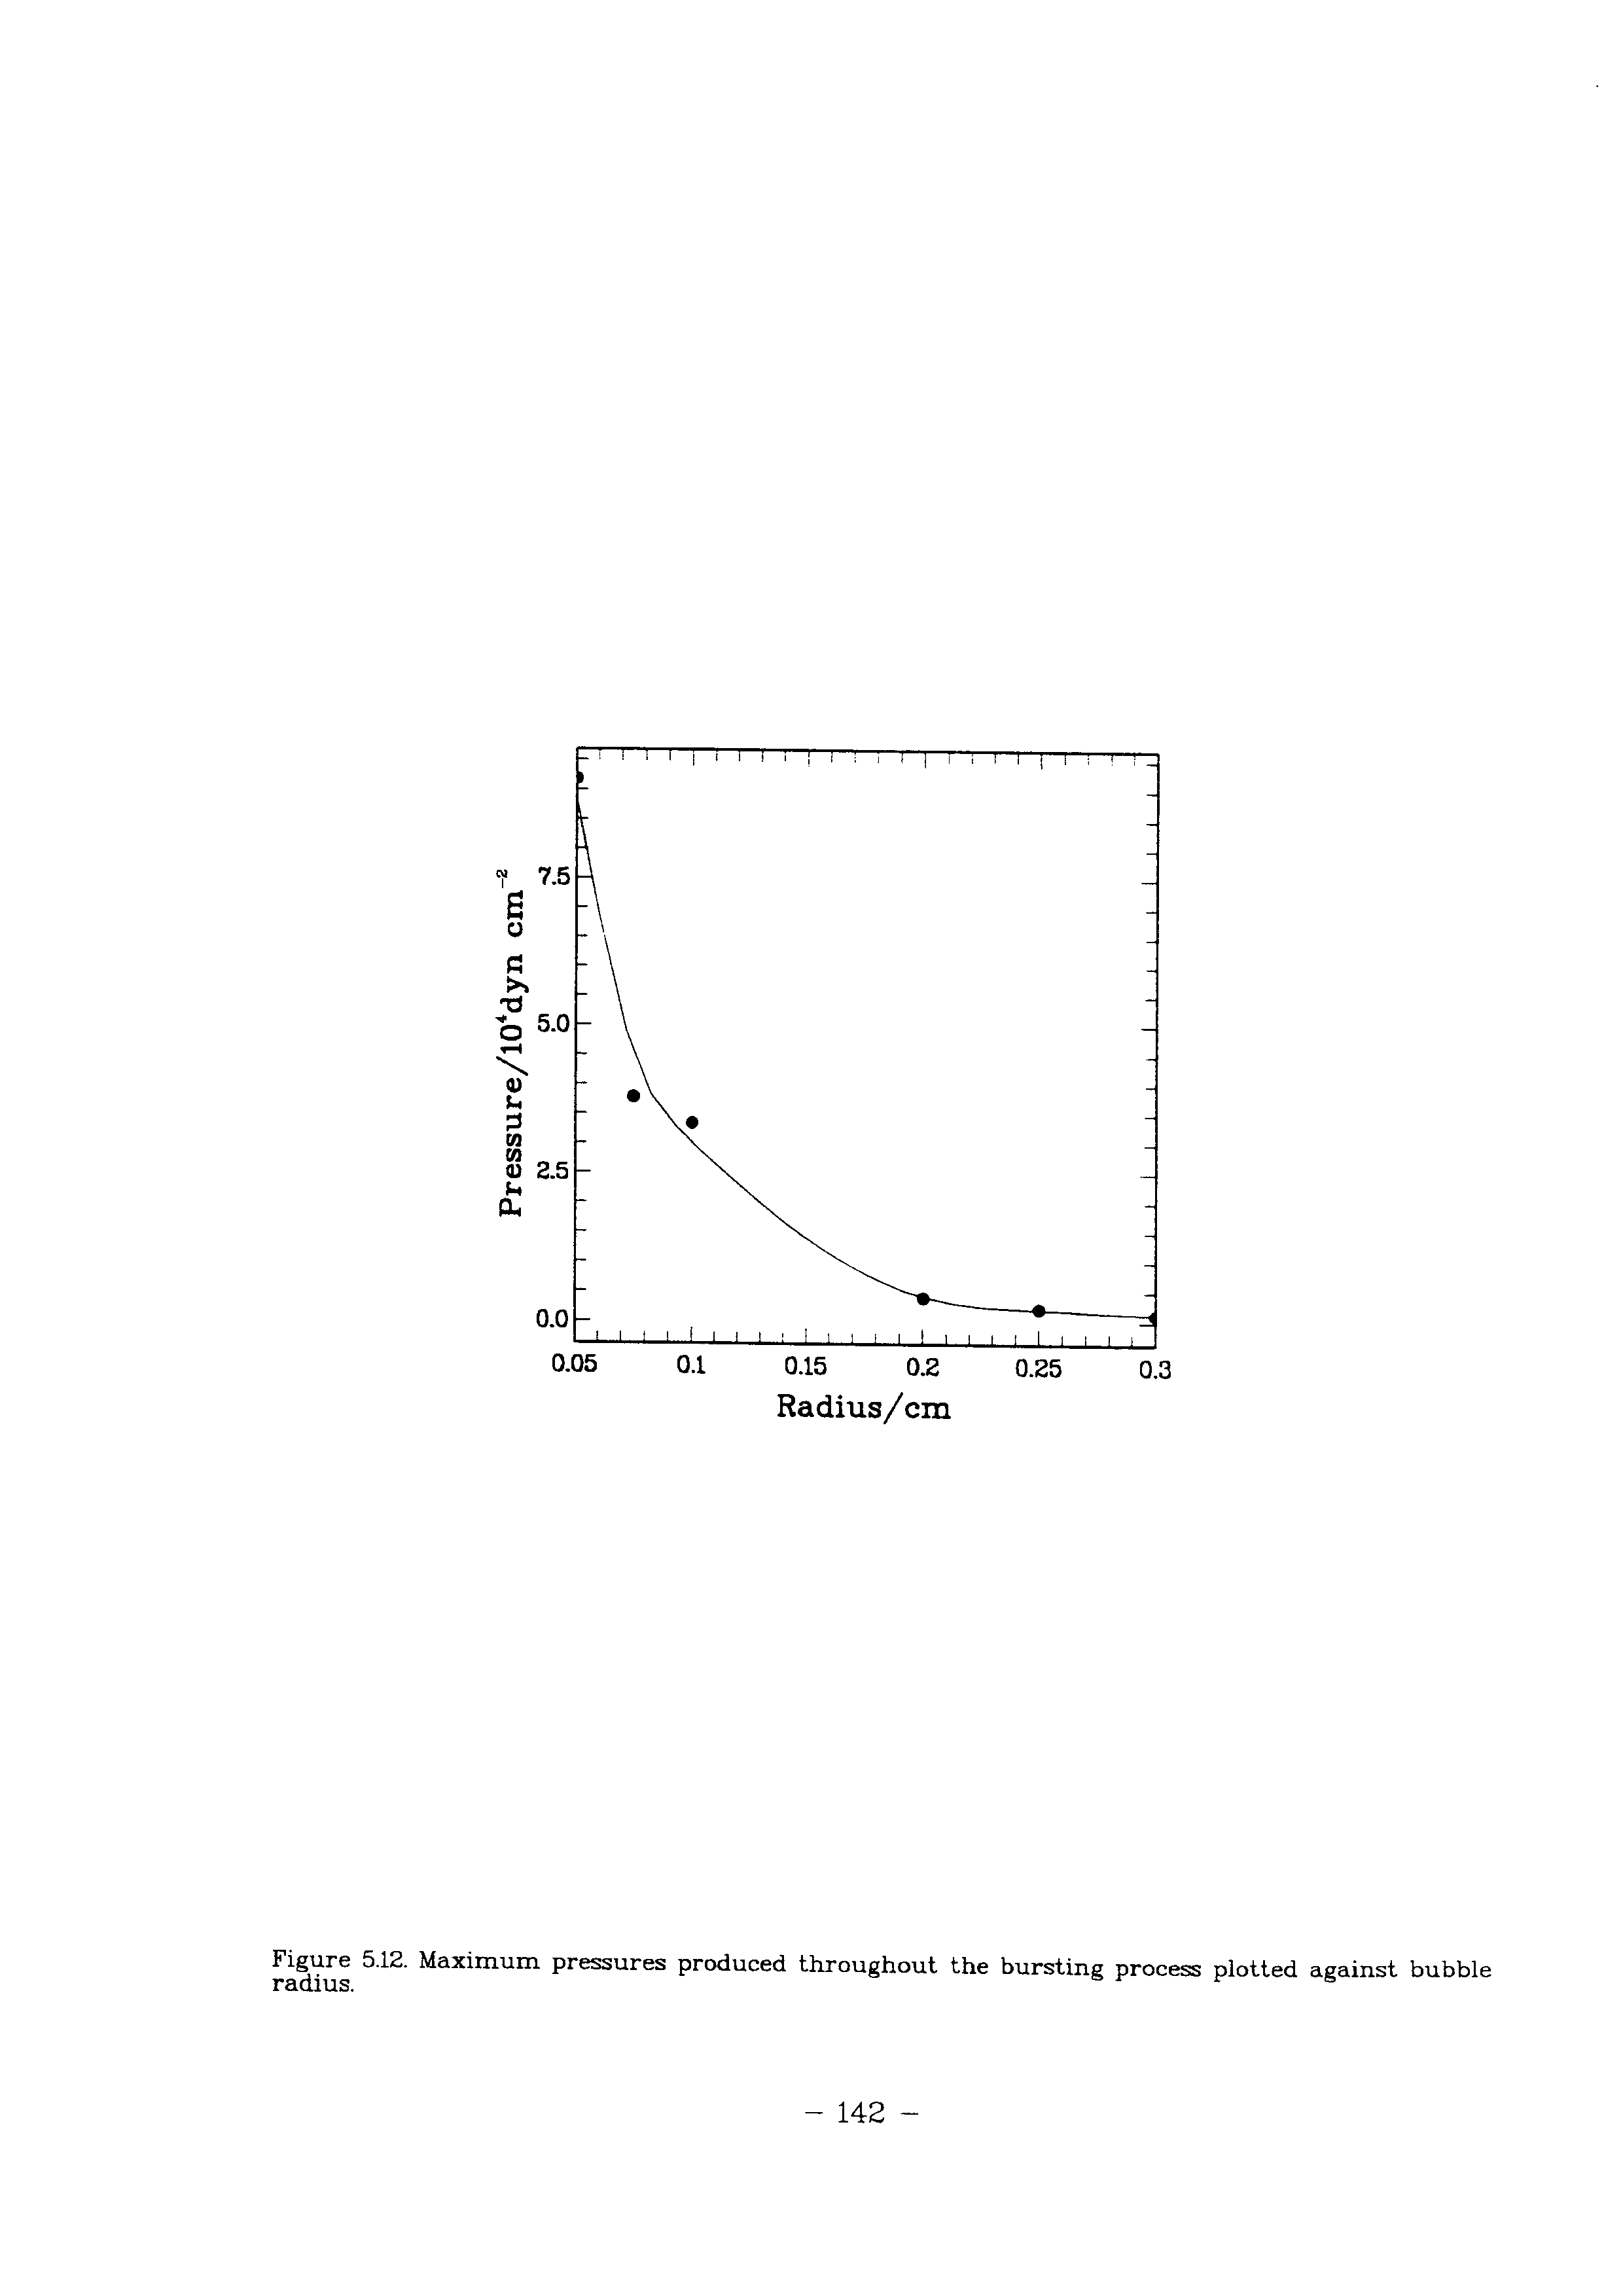 Pressure/10⁴dyn cm⁻²
7.5
5.0
2.5
0.0
0.05 0.1 0.15 0.2 0.25 0.3
Radius/cm
Figure 5.12. Maximum pressures produced throughout the bursting process plotted against bubble
radius.
– 142 –